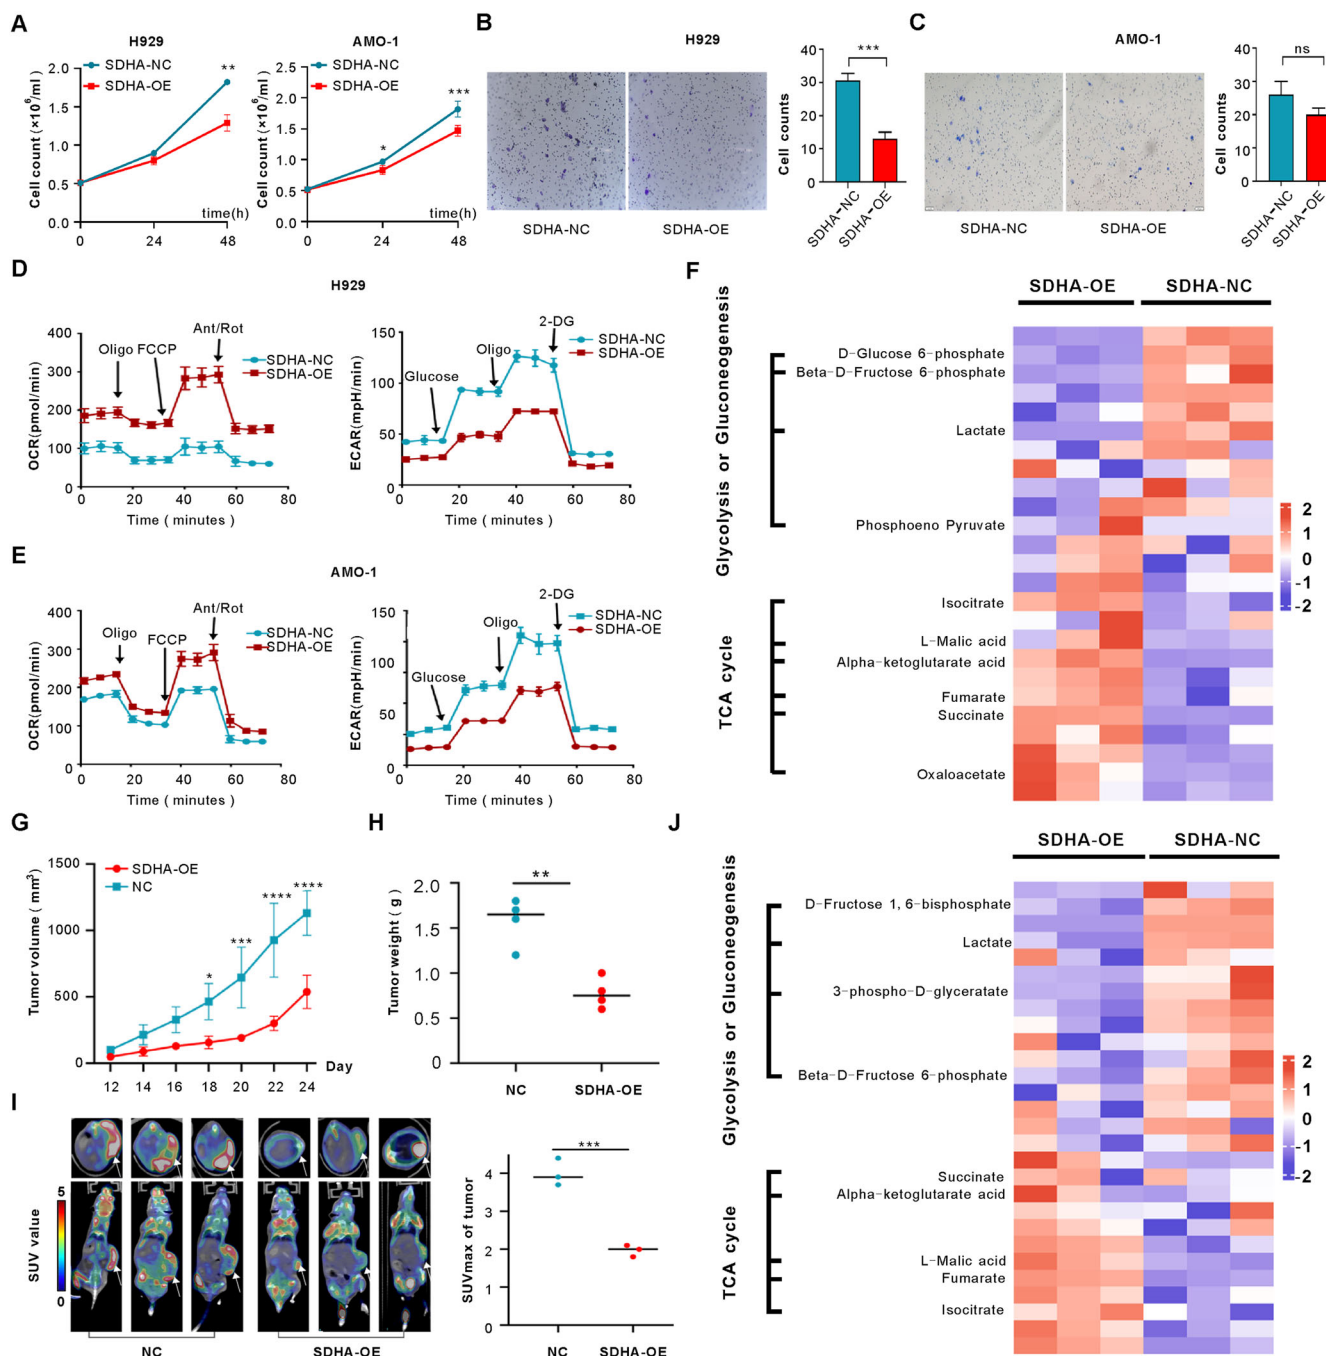 A
H929
SDHA-NC
SDHA-OE
**
Cell count (×10⁶/ml)
2.0
1.5
1.0
0.5
0.0
0
24
48
time(h)
AMO-1
SDHA-NC
SDHA-OE
*
***
Cell count (×10⁶/ml)
2.5
2.0
1.5
1.0
0.5
0.0
0
24
48
time(h)
B
H929
SDHA-NC
SDHA-OE
***
Cell counts
40
30
20
10
0
SDHA-NC
SDHA-OE
C
AMO-1
SDHA-NC
SDHA-OE
ns
Cell counts
40
30
20
10
0
SDHA-NC
SDHA-OE
D
H929
OCR(pmol/min)
400
300
200
100
0
Oligo
FCCP
Ant/Rot
SDHA-NC
SDHA-OE
0
20
40
60
80
Time ( minutes )
ECAR(mpH/min)
150
100
50
0
Glucose
Oligo
2-DG
SDHA-NC
SDHA-OE
0
20
40
60
80
Time ( minutes )
E
AMO-1
OCR(pmol/min)
400
300
200
100
0
Oligo
FCCP
Ant/Rot
SDHA-NC
SDHA-OE
0
20
40
60
80
Time ( minutes )
ECAR(mpH/min)
150
100
50
0
Glucose
Oligo
2-DG
SDHA-NC
SDHA-OE
0
20
40
60
80
Time ( minutes )
F
SDHA-OE
SDHA-NC
Glycolysis or Gluconeogenesis
D-Glucose 6-phosphate
Beta-D-Fructose 6-phosphate
Lactate
Phosphoeno Pyruvate
TCA cycle
Isocitrate
L-Malic acid
Alpha-ketoglutarate acid
Fumarate
Succinate
Oxaloacetate
2
1
0
-1
-2
G
SDHA-OE
NC
Tumor volume ( mm³)
1500
1000
500
0
*
***
****
****
12
14
16
18
20
22
24
Day
H
**
Tumor weight ( g )
2.0
1.5
1.0
0.5
0
NC
SDHA-OE
I
SUV value
5
0
NC
SDHA-OE
***
SUVmax of tumor
4
3
2
1
0
NC
SDHA-OE
J
SDHA-OE
SDHA-NC
Glycolysis or Gluconeogenesis
D-Fructose 1, 6-bisphosphate
Lactate
3-phospho-D-glyceratate
Beta-D-Fructose 6-phosphate
TCA cycle
Succinate
Alpha-ketoglutarate acid
L-Malic acid
Fumarate
Isocitrate
2
1
0
-1
-2